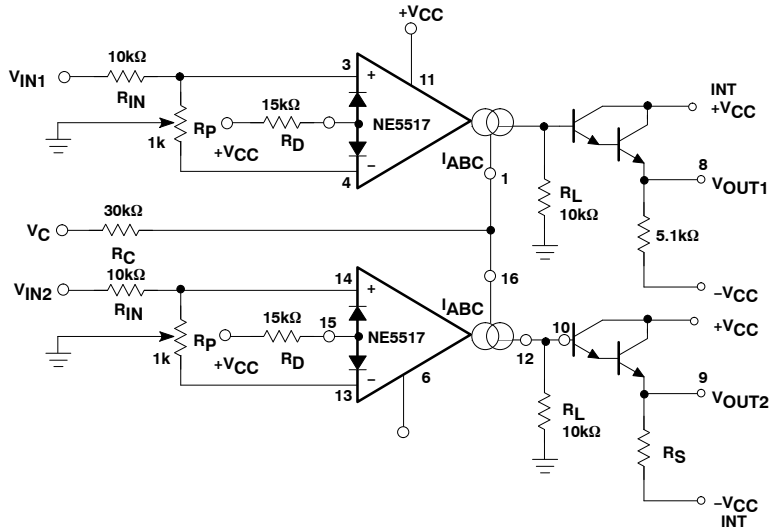 +VCC
10kΩ
VIN1
RIN
3
+
11
INT
+VCC
15kΩ
RP
1k
+VCC
RD
NE5517
–
4
IABC
1
RL
10kΩ
8
VOUT1
5.1kΩ
–VCC
30kΩ
VC
RC
10kΩ
VIN2
RIN
14
+
16
IABC
15kΩ
15
RP
1k
+VCC
RD
NE5517
–
13
6
12
10
+VCC
RL
10kΩ
9
VOUT2
RS
–VCC
INT